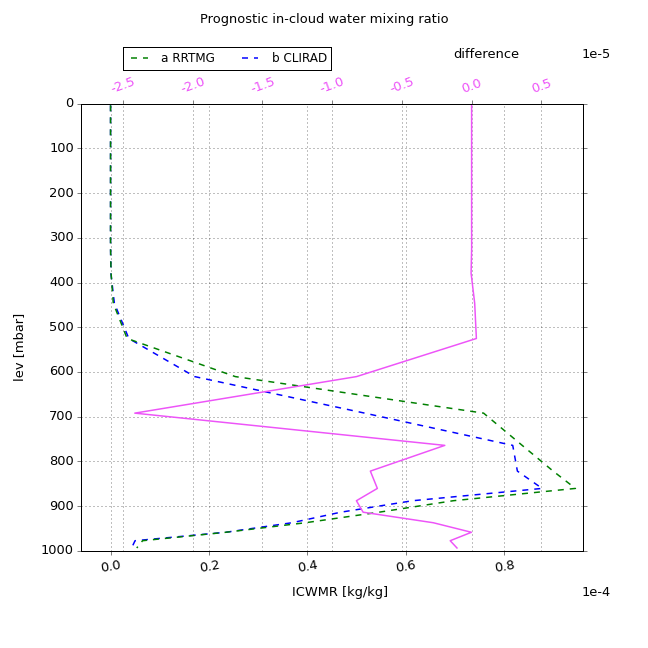 Prognostic in-cloud water mixing ratio
a RRTMG b CLIRAD
difference 1e-5
-2.5 -2.0 -1.5 -1.0 -0.5 0.0 0.5
0
100
200
300
400
500
600
700
800
900
1000
lev [mbar]
0.0 0.2 0.4 0.6 0.8
ICWMR [kg/kg] 1e-4